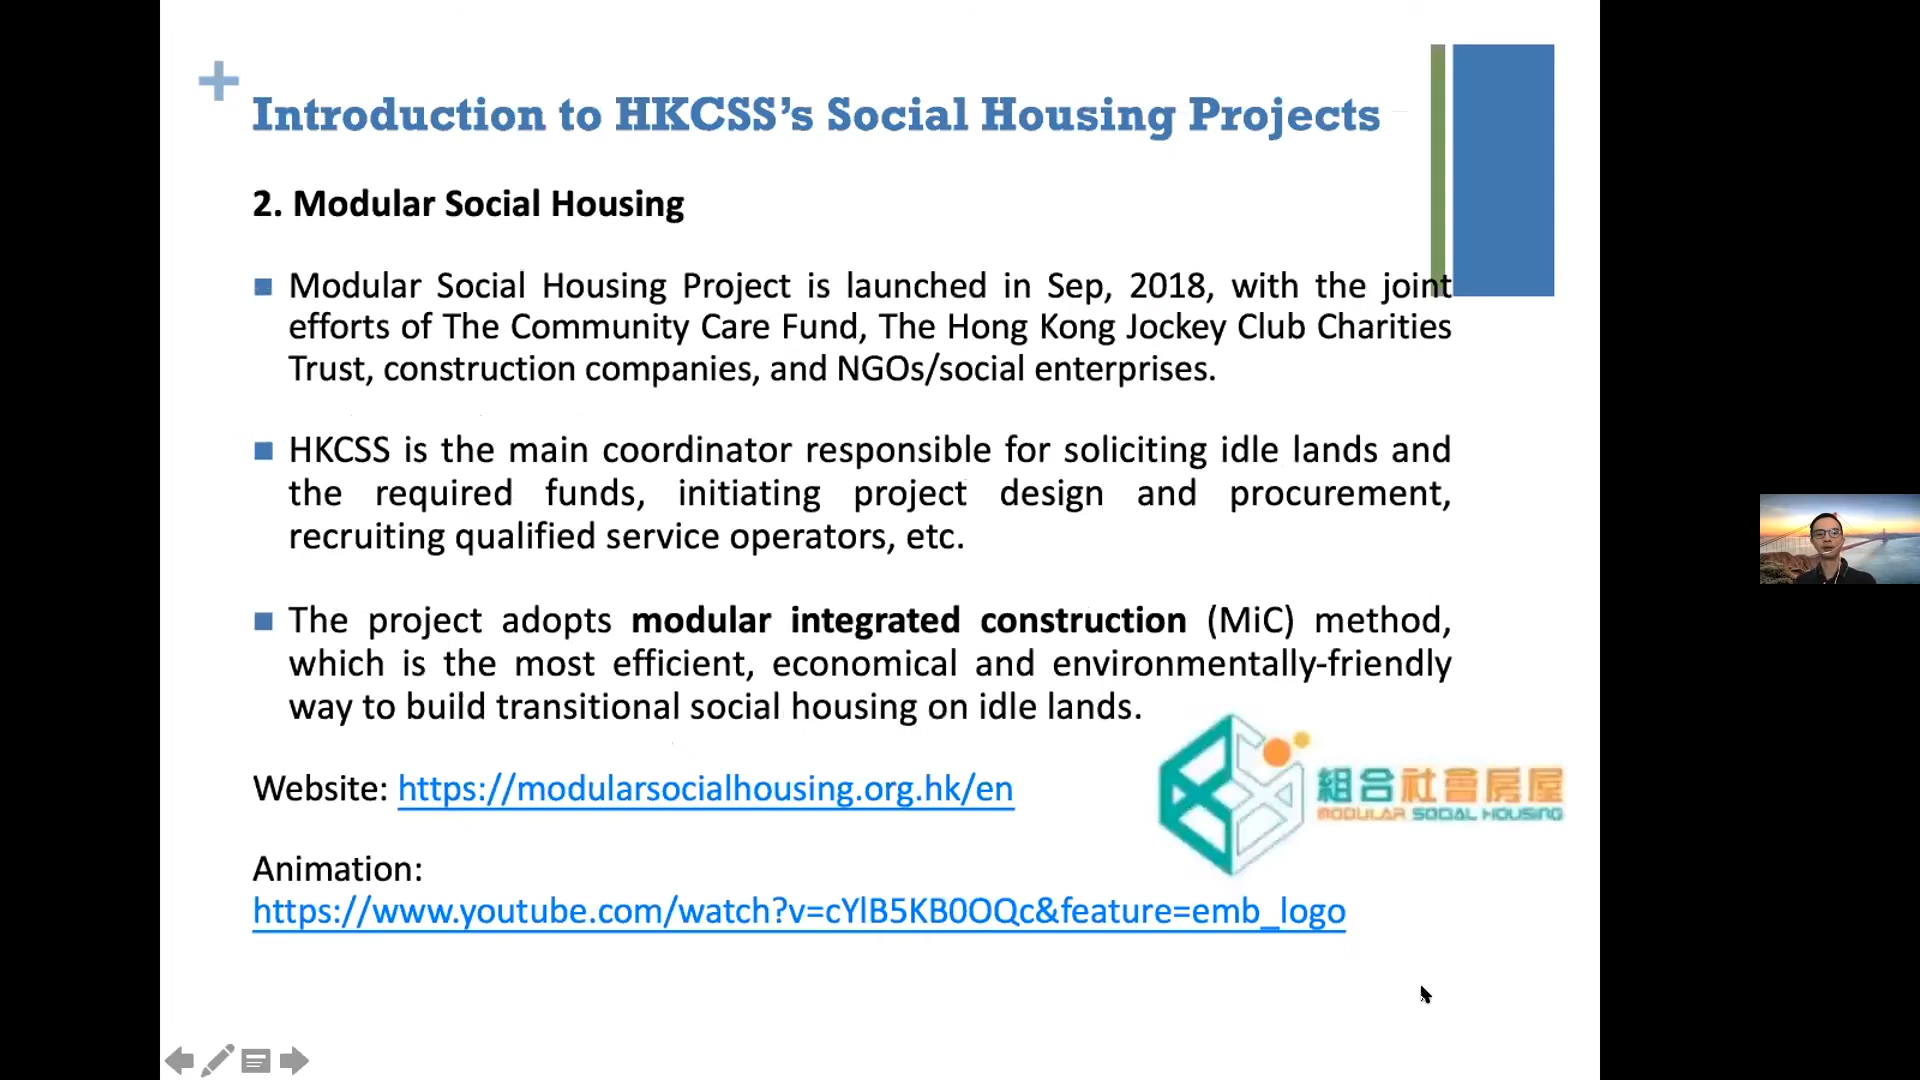 Introduction to HKCSS’s Social Housing Projects
2. Modular Social Housing
Modular Social Housing Project is launched in Sep, 2018, with the joint
efforts of The Community Care Fund, The Hong Kong Jockey Club Charities
Trust, construction companies, and NGOs/social enterprises.
HKCSS is the main coordinator responsible for soliciting idle lands and
the required funds, initiating project design and procurement,
recruiting qualified service operators, etc.
The project adopts modular integrated construction (MiC) method,
which is the most efficient, economical and environmentally-friendly
way to build transitional social housing on idle lands.
組合社會房屋
MODULAR SOCIAL HOUSING
Website: https://modularsocialhousing.org.hk/en
Animation:
https://www.youtube.com/watch?v=cYlB5KB0OQc&feature=emb_logo